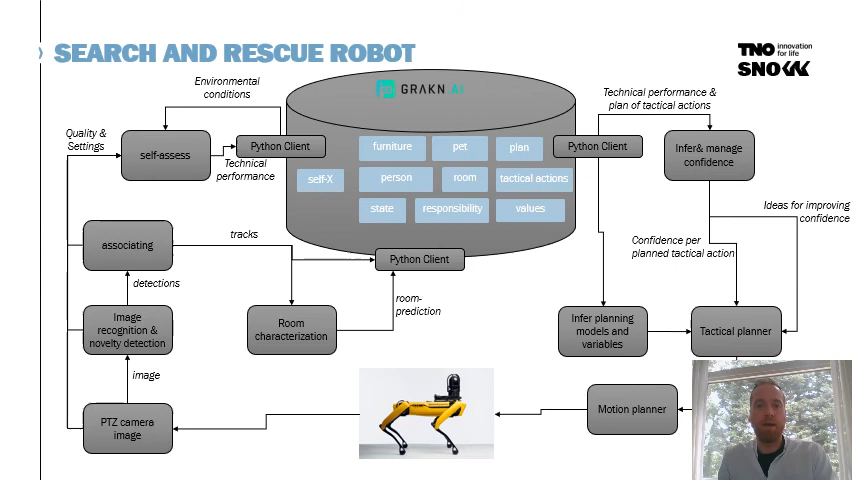 SEARCH AND RESCUE ROBOT
TNO innovation
for life
SNOW
GRAKN.AI
Environmental
conditions
Technical performance &
plan of tactical actions
Quality &
Settings
self-assess
Python Client
Technical
performance
furniture
pet
plan
Python Client
Infer& manage
confidence
self-X
person
room
tactical actions
state
responsibility
values
Ideas for improving
confidence
associating
tracks
Python Client
Confidence per
planned tactical action
detections
room-
prediction
Image
recognition &
novelty detection
Room
characterization
Infer planning
models and
variables
Tactical planner
image
PTZ camera
image
Motion planner